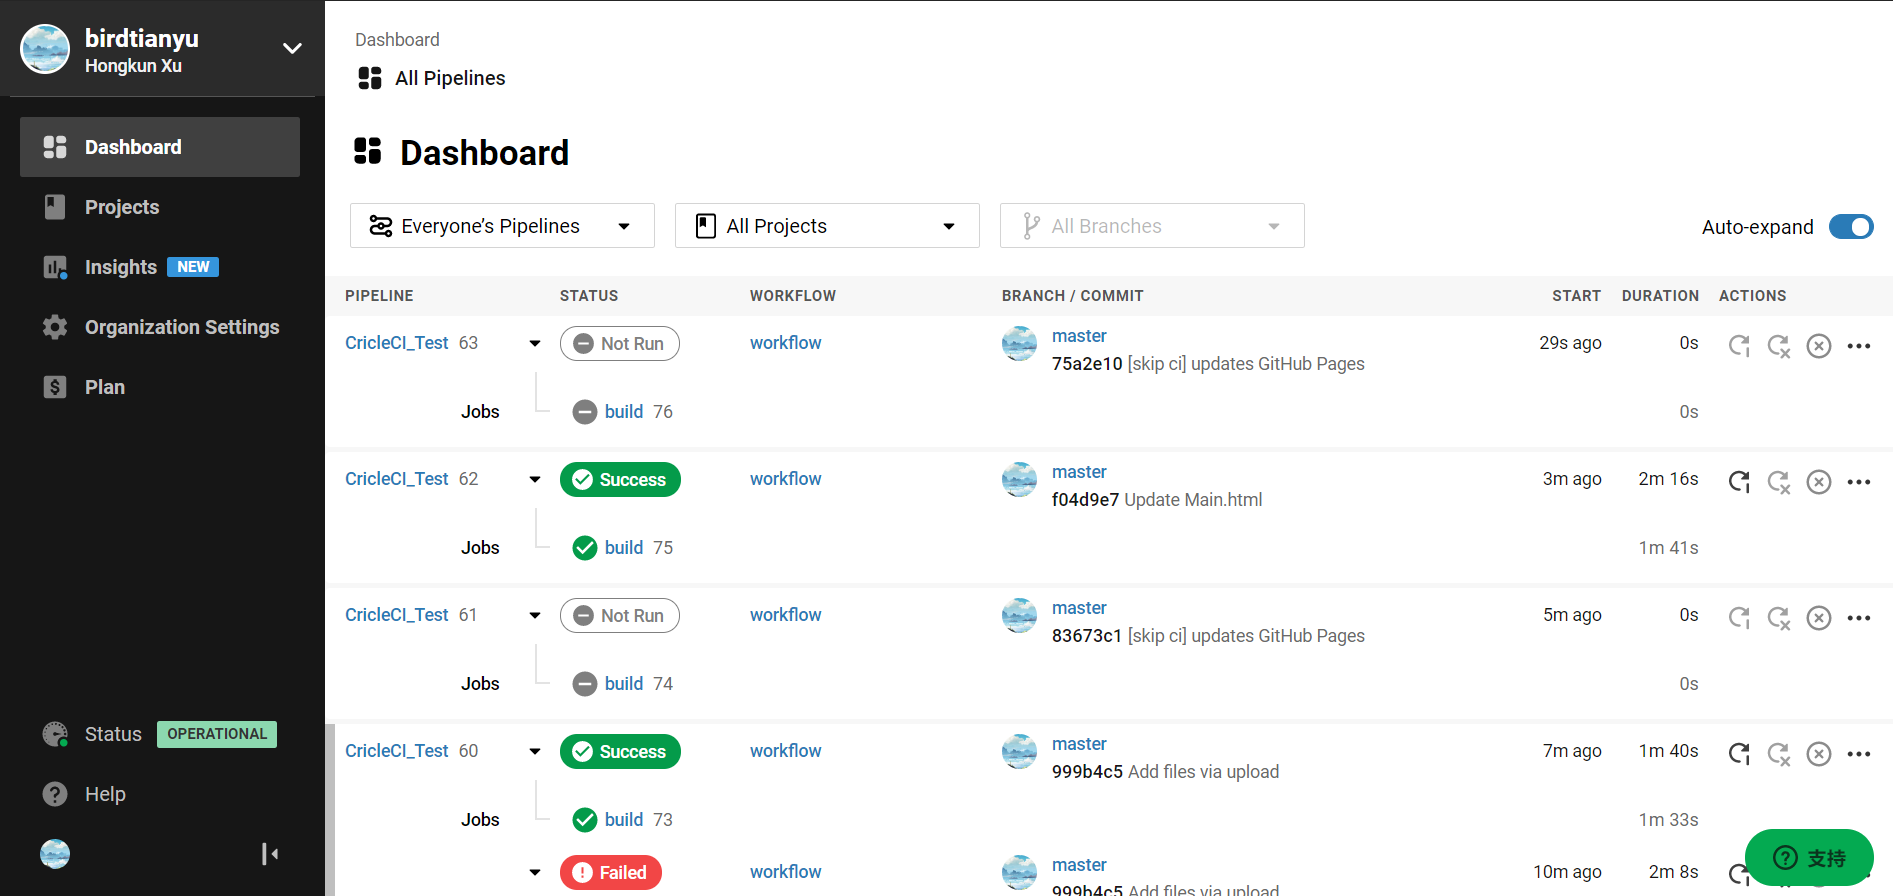 birdtianyu
Hongkun Xu
Dashboard
Projects
Insights NEW
Organization Settings
Plan
Status OPERATIONAL
Help
Dashboard
All Pipelines
Dashboard
Everyone’s Pipelines All Projects All Branches Auto-expand
PIPELINE STATUS WORKFLOW BRANCH / COMMIT START DURATION ACTIONS
CricleCI_Test 63 Not Run workflow master 29s ago 0s
75a2e10 [skip ci] updates GitHub Pages
Jobs build 76 0s
CricleCI_Test 62 Success workflow master 3m ago 2m 16s
f04d9e7 Update Main.html
Jobs build 75 1m 41s
CricleCI_Test 61 Not Run workflow master 5m ago 0s
83673c1 [skip ci] updates GitHub Pages
Jobs build 74 0s
CricleCI_Test 60 Success workflow master 7m ago 1m 40s
999b4c5 Add files via upload
Jobs build 73 1m 33s
Failed workflow master 10m ago 2m 8s
999b4c5 Add files via upload
支持